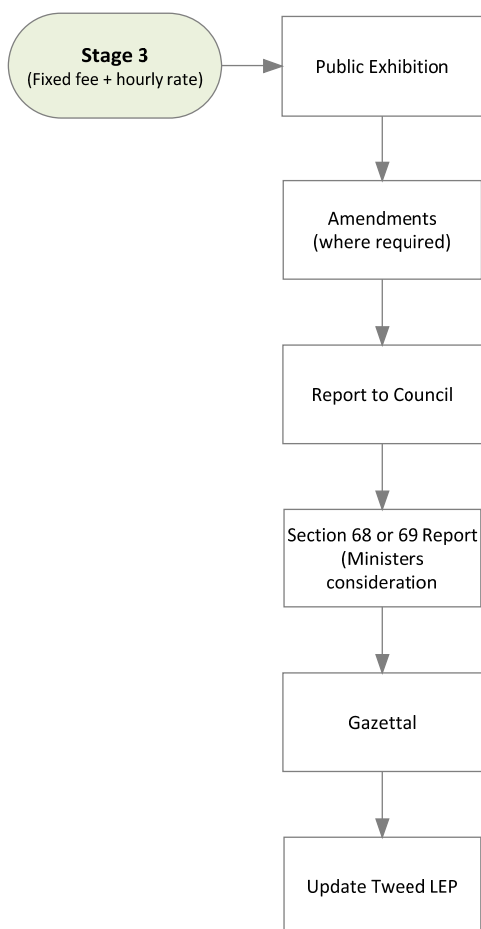 Stage 3
(Fixed fee + hourly rate)
Public Exhibition
Amendments
(where required)
Report to Council
Section 68 or 69 Report
(Ministers
consideration
Gazettal
Update Tweed LEP